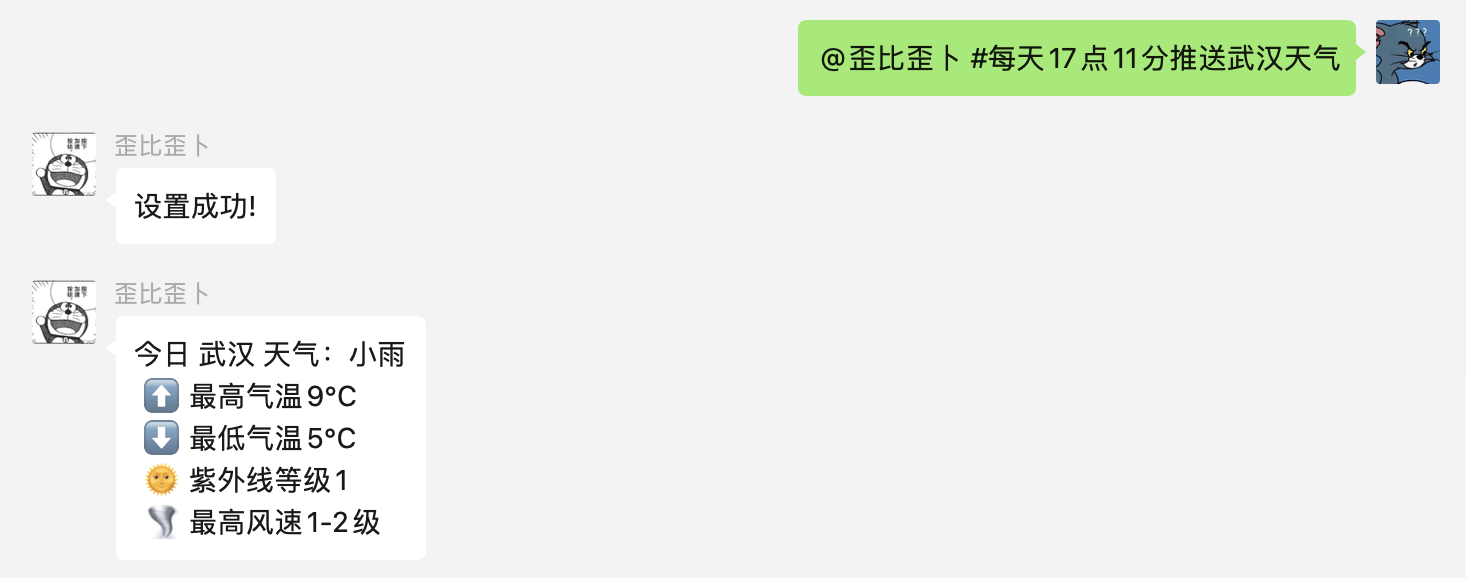 @歪比歪卜 #每天17点11分推送武汉天气
歪比歪卜
设置成功!
歪比歪卜
今日 武汉 天气：小雨
⬆️ 最高气温9°C
⬇️ 最低气温5°C
🌞 紫外线等级1
🌪 最高风速1-2级